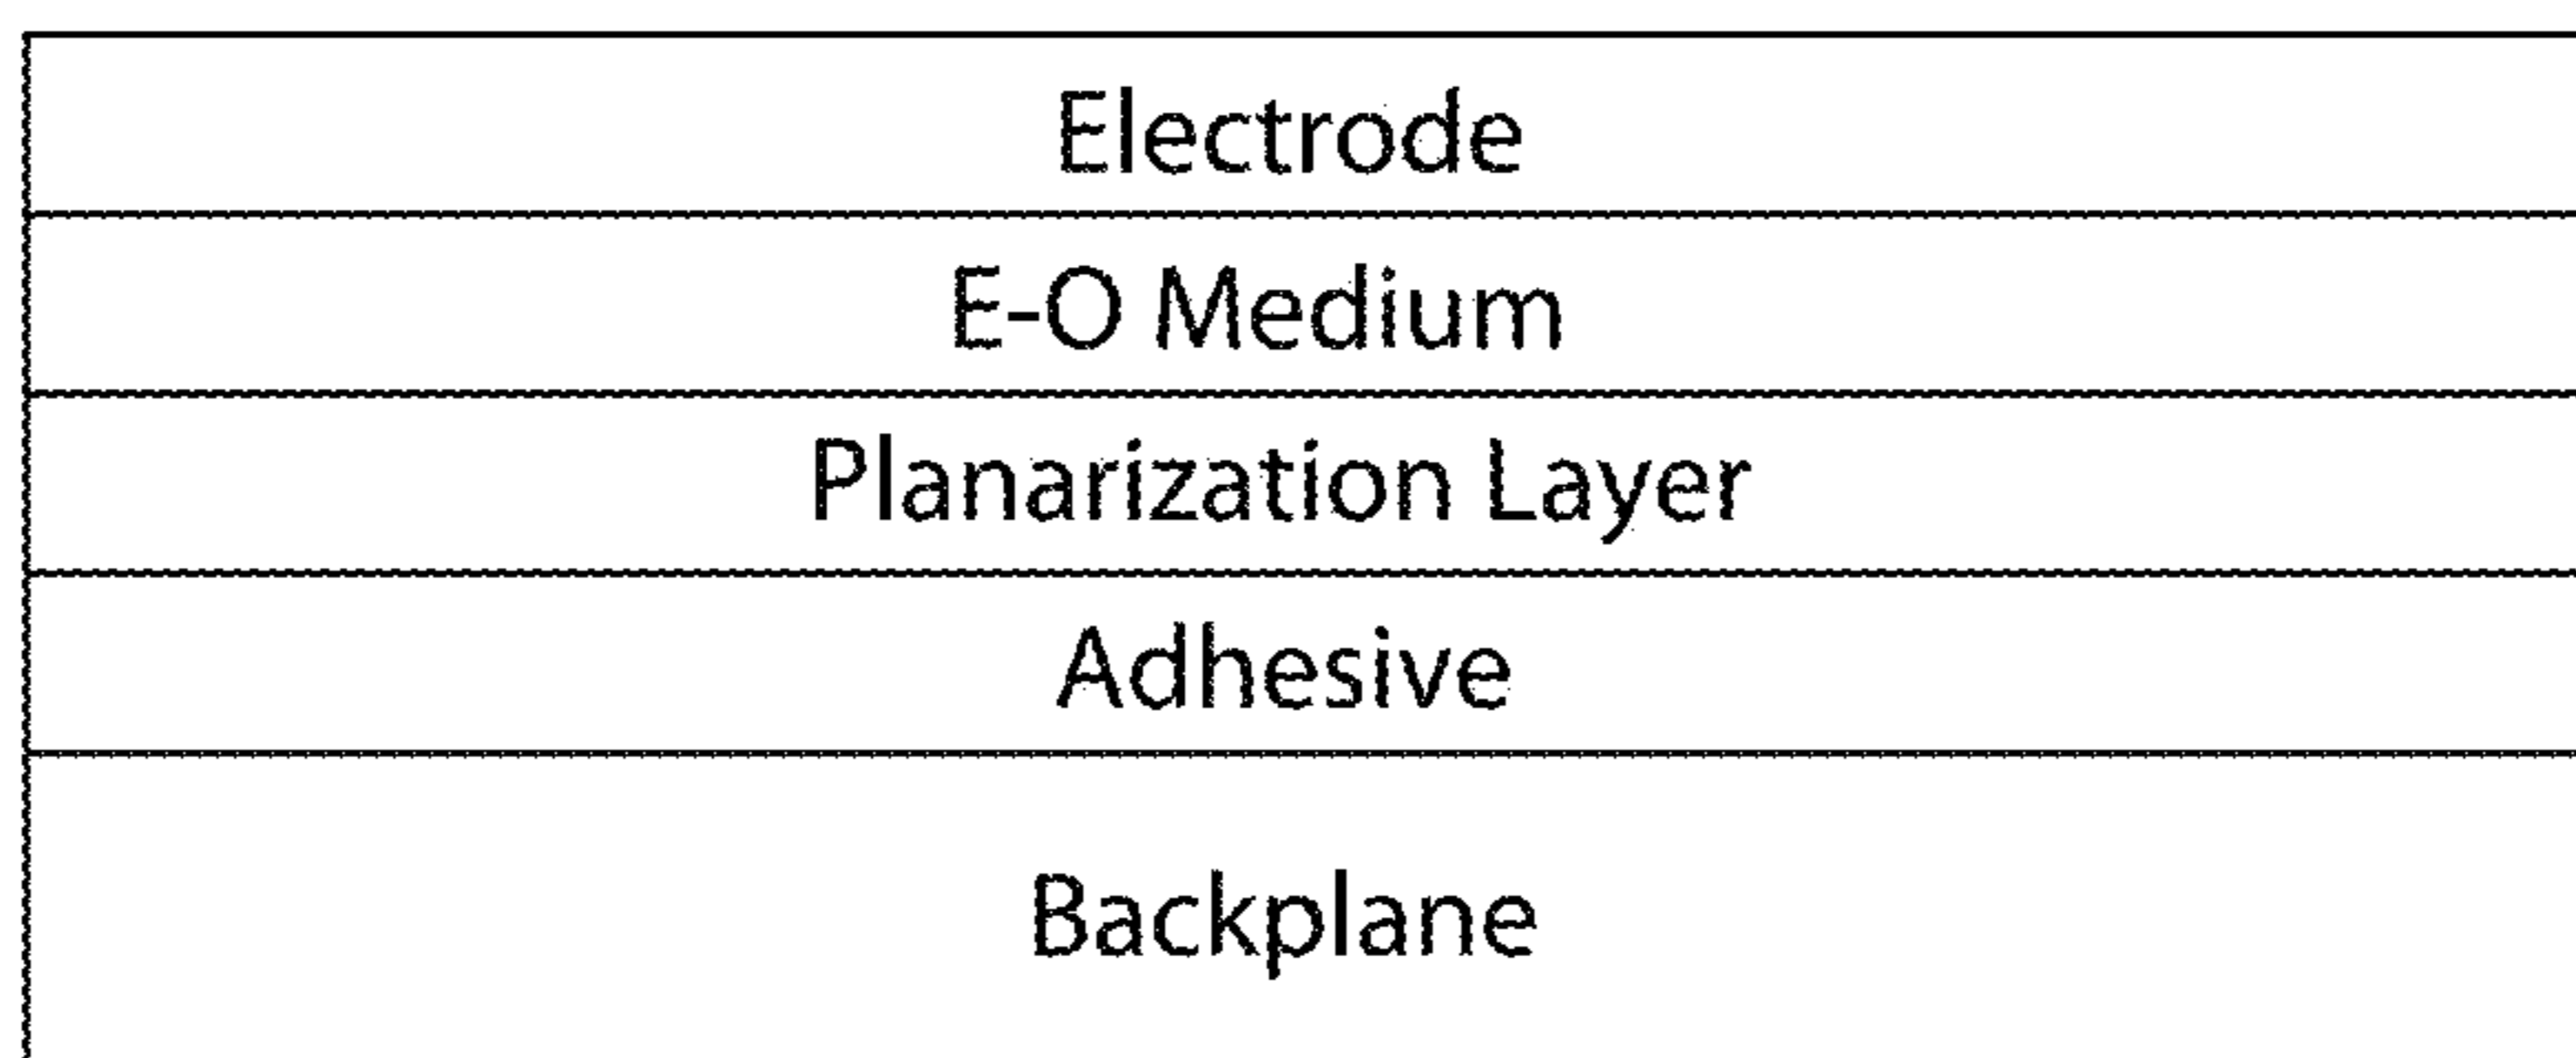 Electrode
E-O Medium
Planarization Layer
Adhesive
Backplane